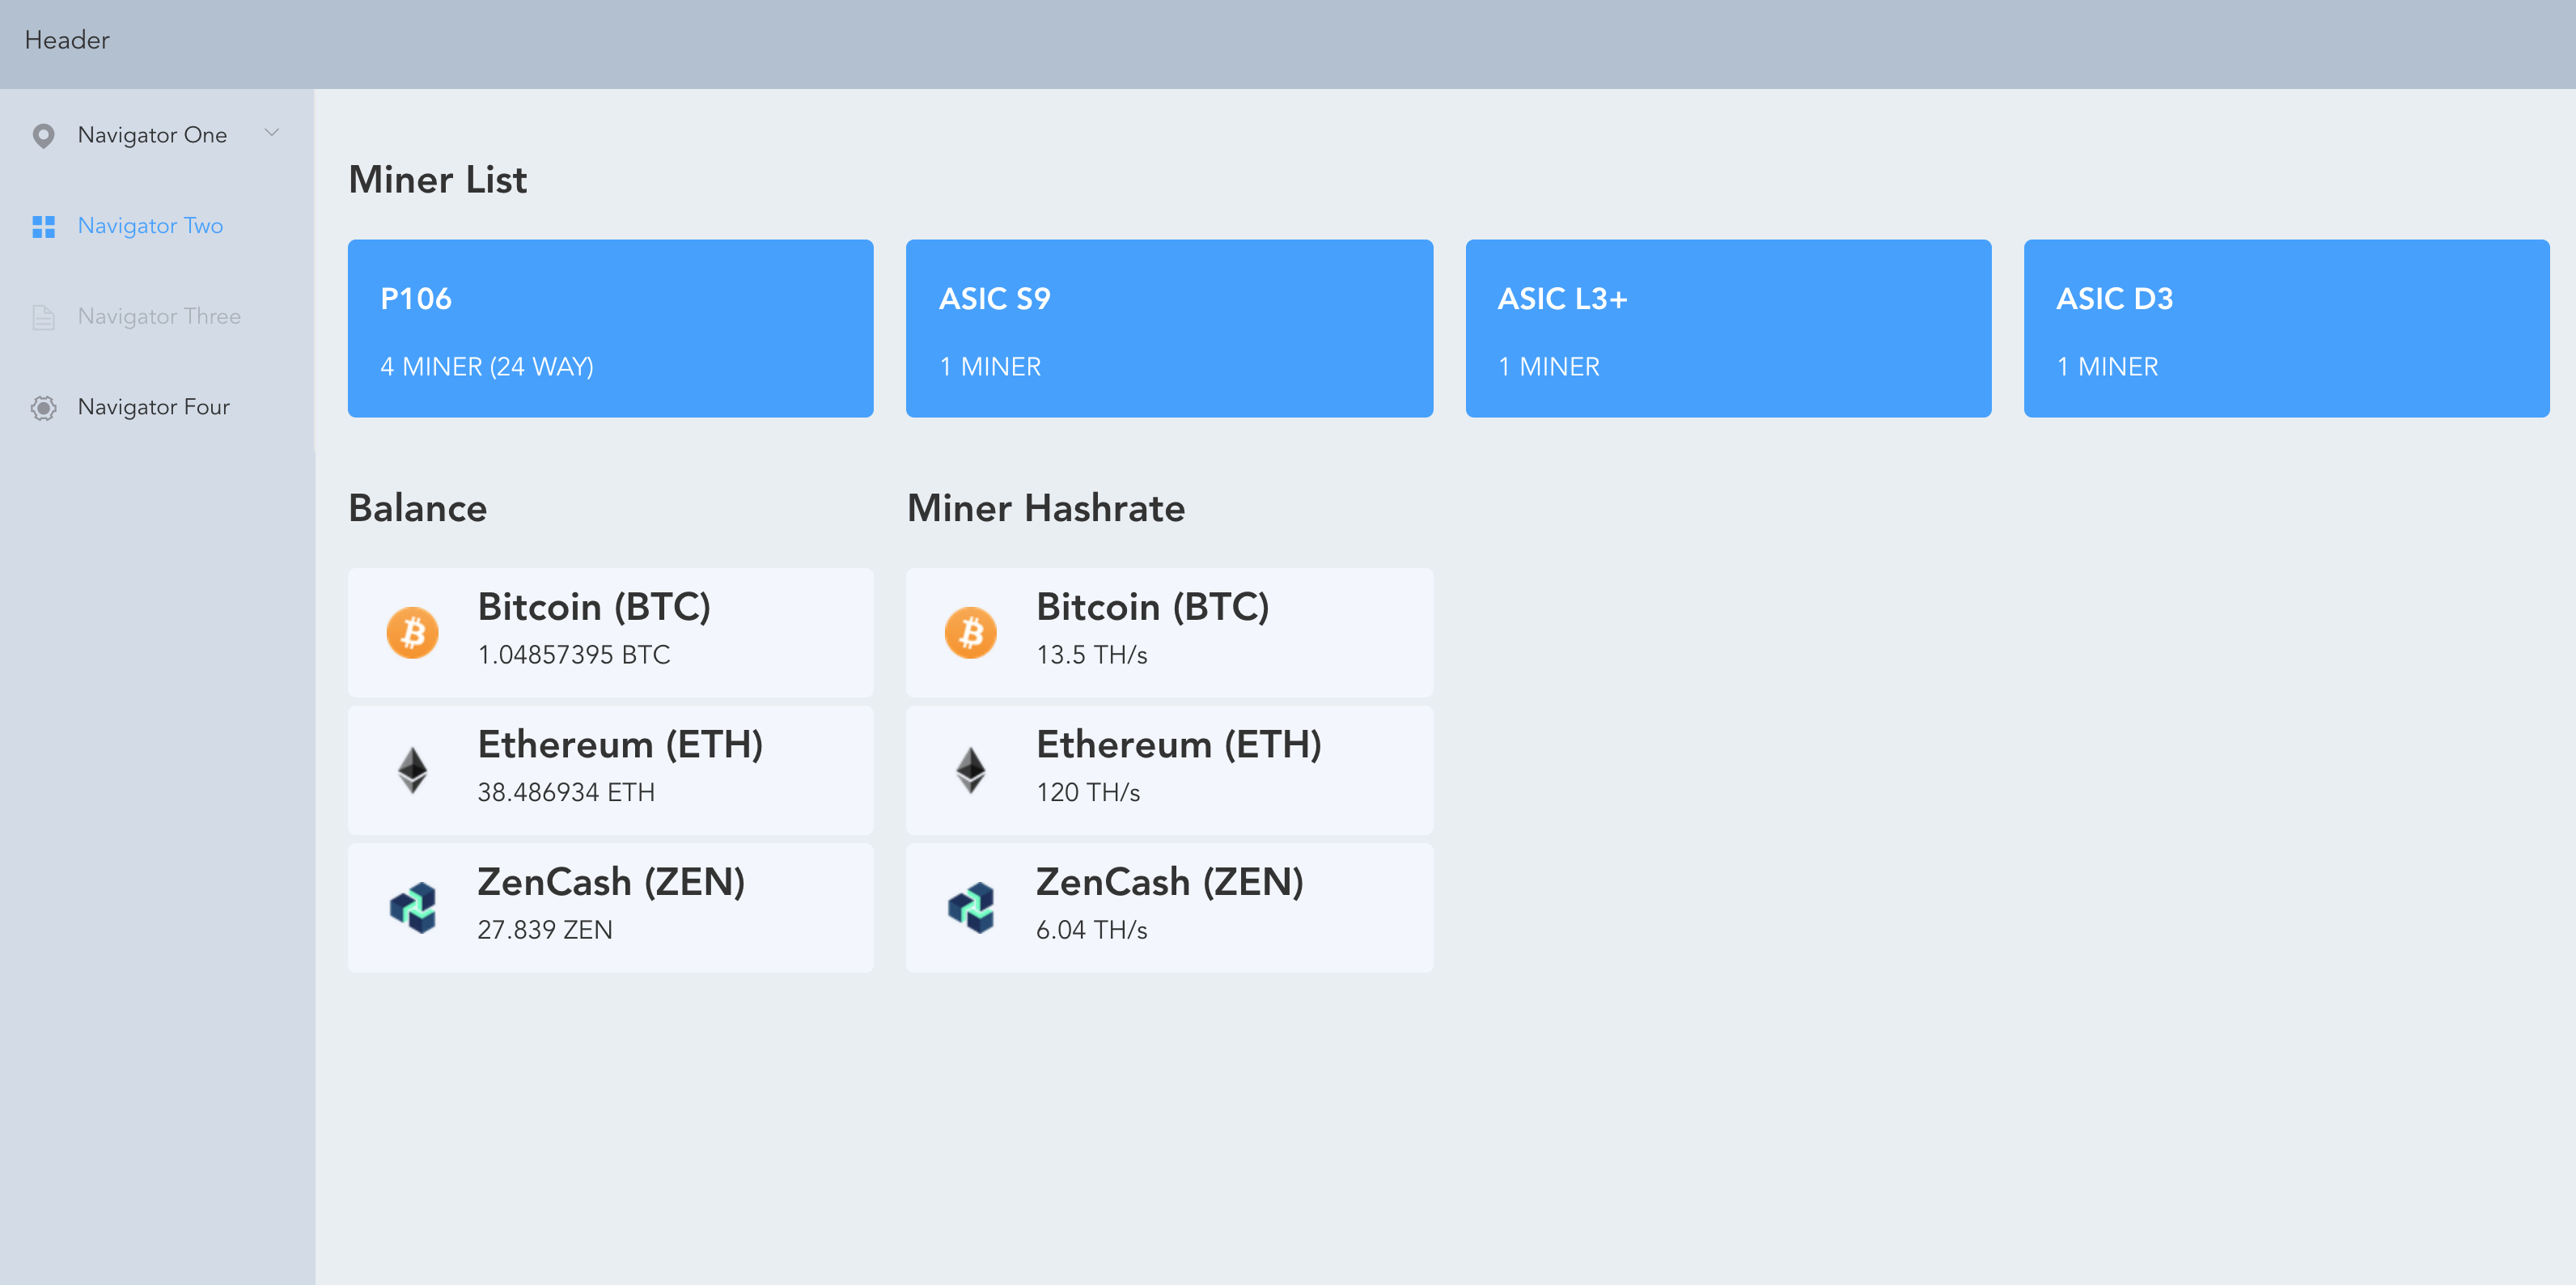 Header
Navigator One
Navigator Two
Navigator Three
Navigator Four
Miner List
P106
4 MINER (24 WAY)
ASIC S9
1 MINER
ASIC L3+
1 MINER
ASIC D3
1 MINER
Balance
Bitcoin (BTC)
1.04857395 BTC
Ethereum (ETH)
38.486934 ETH
ZenCash (ZEN)
27.839 ZEN
Miner Hashrate
Bitcoin (BTC)
13.5 TH/s
Ethereum (ETH)
120 TH/s
ZenCash (ZEN)
6.04 TH/s